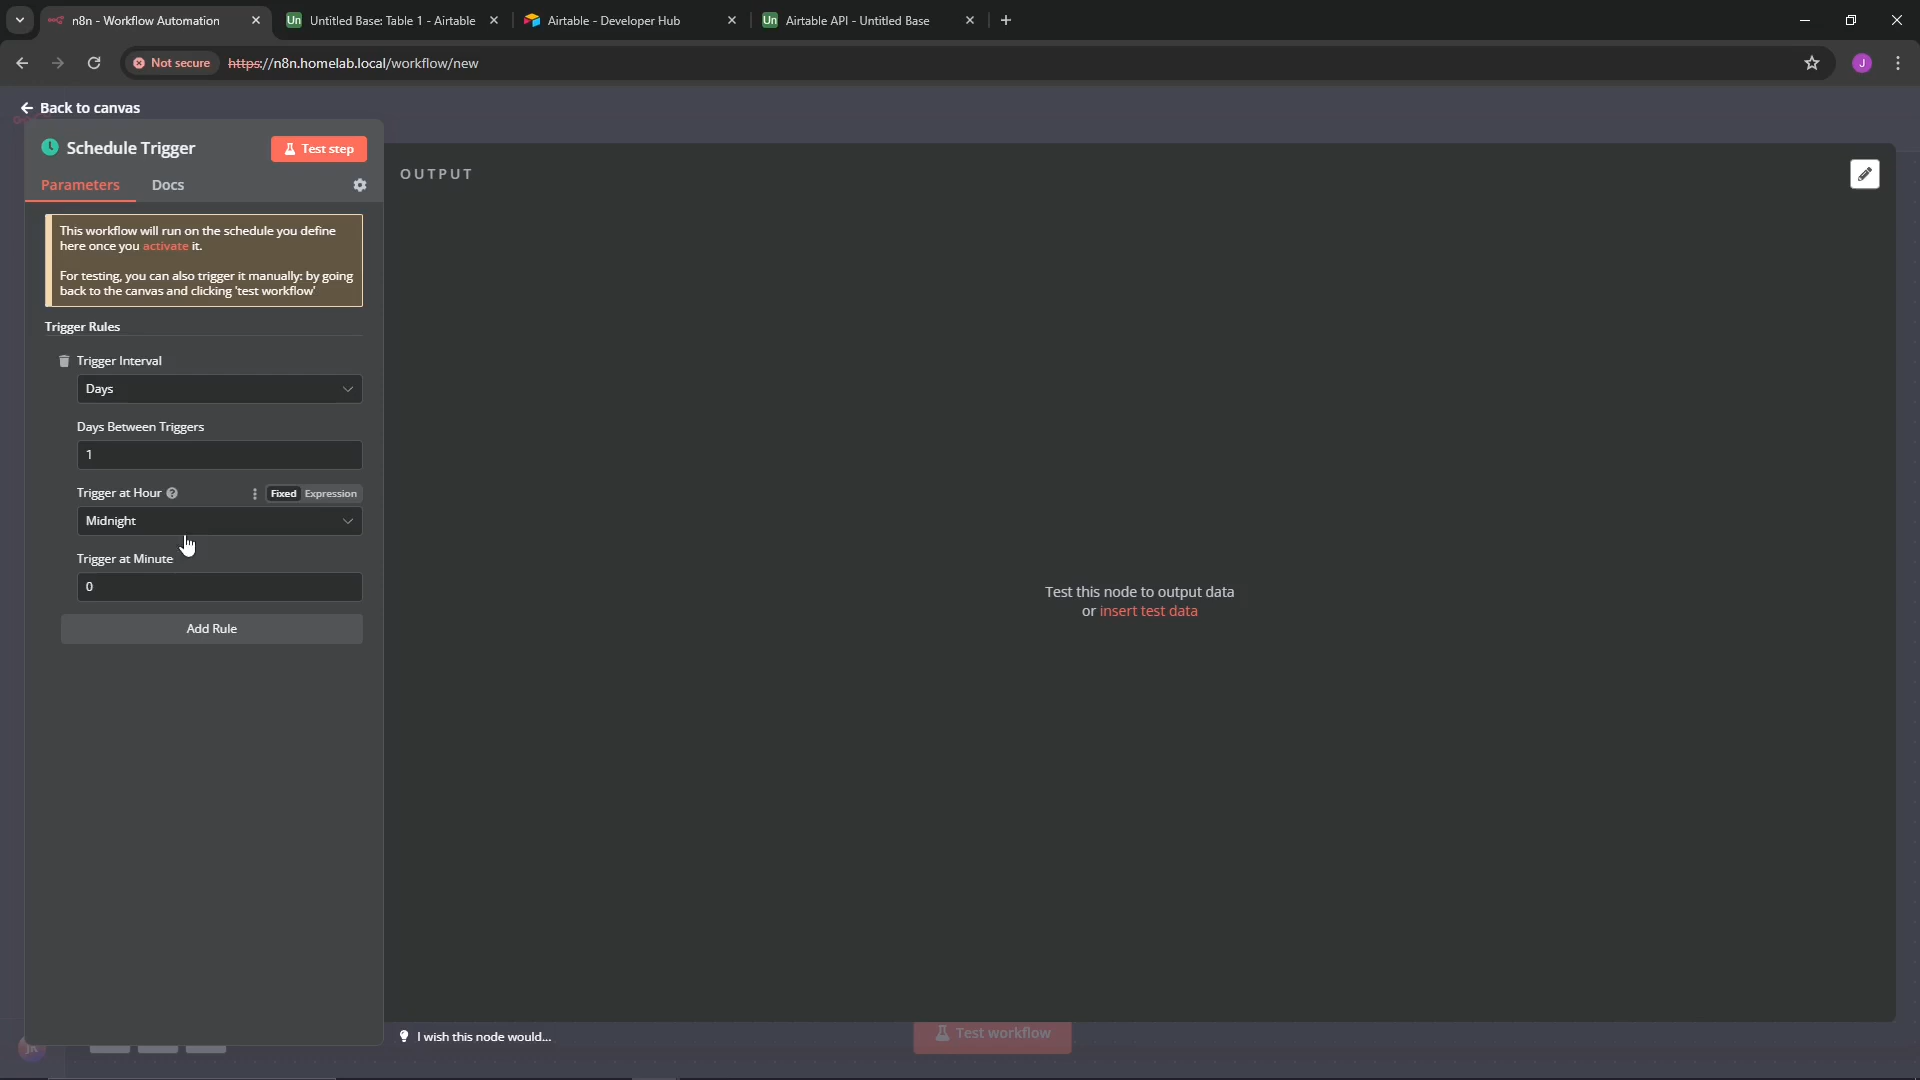 n8n - Workflow Automation
Un Untitled Base: Table 1 - Airtable
Airtable - Developer Hub
Un Airtable API - Untitled Base
Not secure https://n8n.homelab.local/workflow/new
J
Back to canvas
Schedule Trigger
Test step
Parameters Docs
OUTPUT
This workflow will run on the schedule you define
here once you activate it.
For testing, you can also trigger it manually: by going
back to the canvas and clicking 'test workflow'
Trigger Rules
Trigger Interval
Days
Days Between Triggers
1
Trigger at Hour
Fixed Expression
Midnight
Trigger at Minute
0
Add Rule
Test this node to output data
or insert test data
I wish this node would...
Test workflow